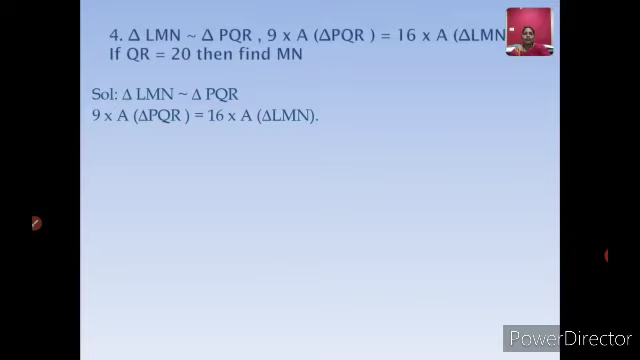 4. Δ LMN ~ Δ PQR , 9 x A (ΔPQR ) = 16 x A (ΔLMN
If QR = 20 then find MN
Sol: Δ LMN ~ Δ PQR
9 x A (ΔPQR ) = 16 x A (ΔLMN).
PowerDirector